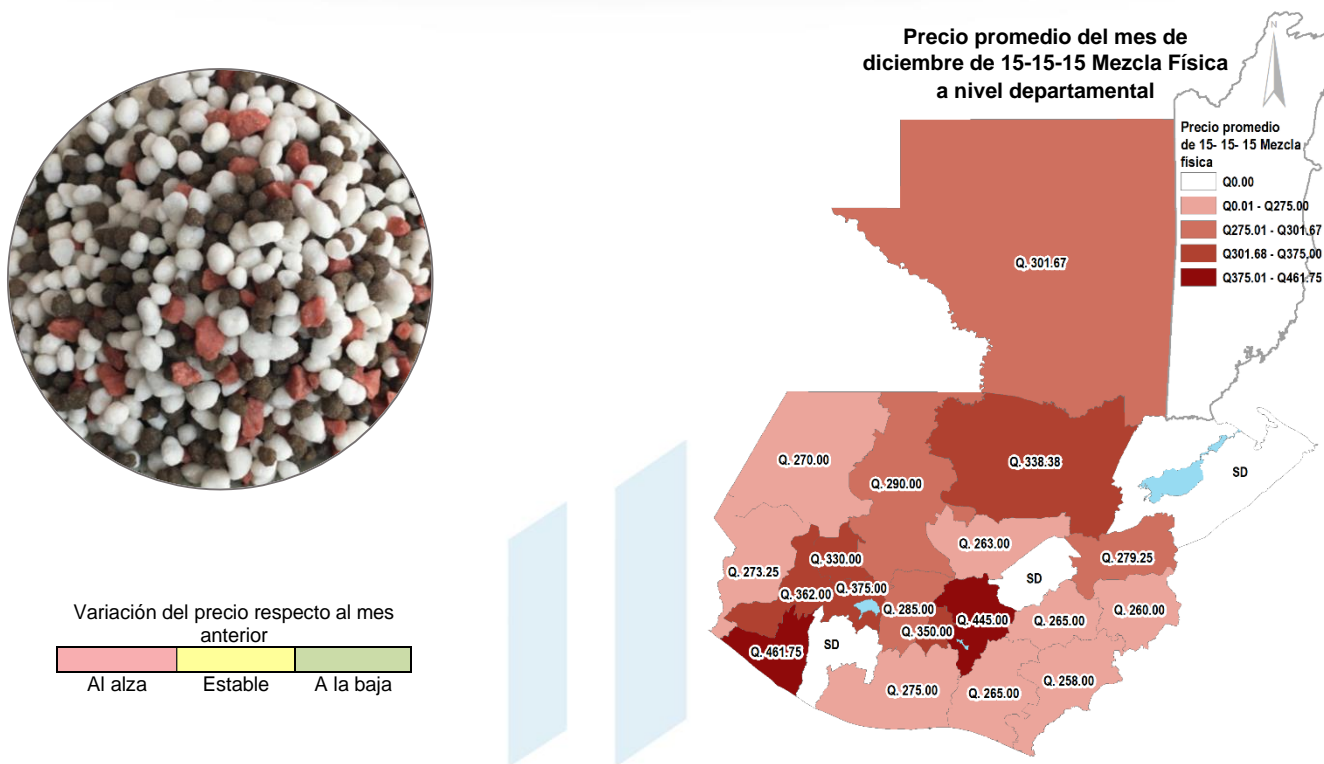 Precio promedio del mes de
diciembre de 15-15-15 Mezcla Física
a nivel departamental
N
Precio promedio
de 15- 15- 15 Mezcla
física
Q0.00
Q0.01 - Q275.00
Q275.01 - Q301.67
Q301.68 - Q375.00
Q375.01 - Q461.75
Q. 301.67
Q. 270.00
Q. 290.00
Q. 338.38
SD
Q. 273.25
Q. 330.00
Q. 263.00
SD
Q. 279.25
Q. 362.00
Q. 375.00
Q. 285.00
Q. 350.00
Q. 445.00
Q. 265.00
Q. 260.00
Q. 461.75
SD
Q. 275.00
Q. 265.00
Q. 258.00
Variación del precio respecto al mes
anterior
Al alza
Estable
A la baja